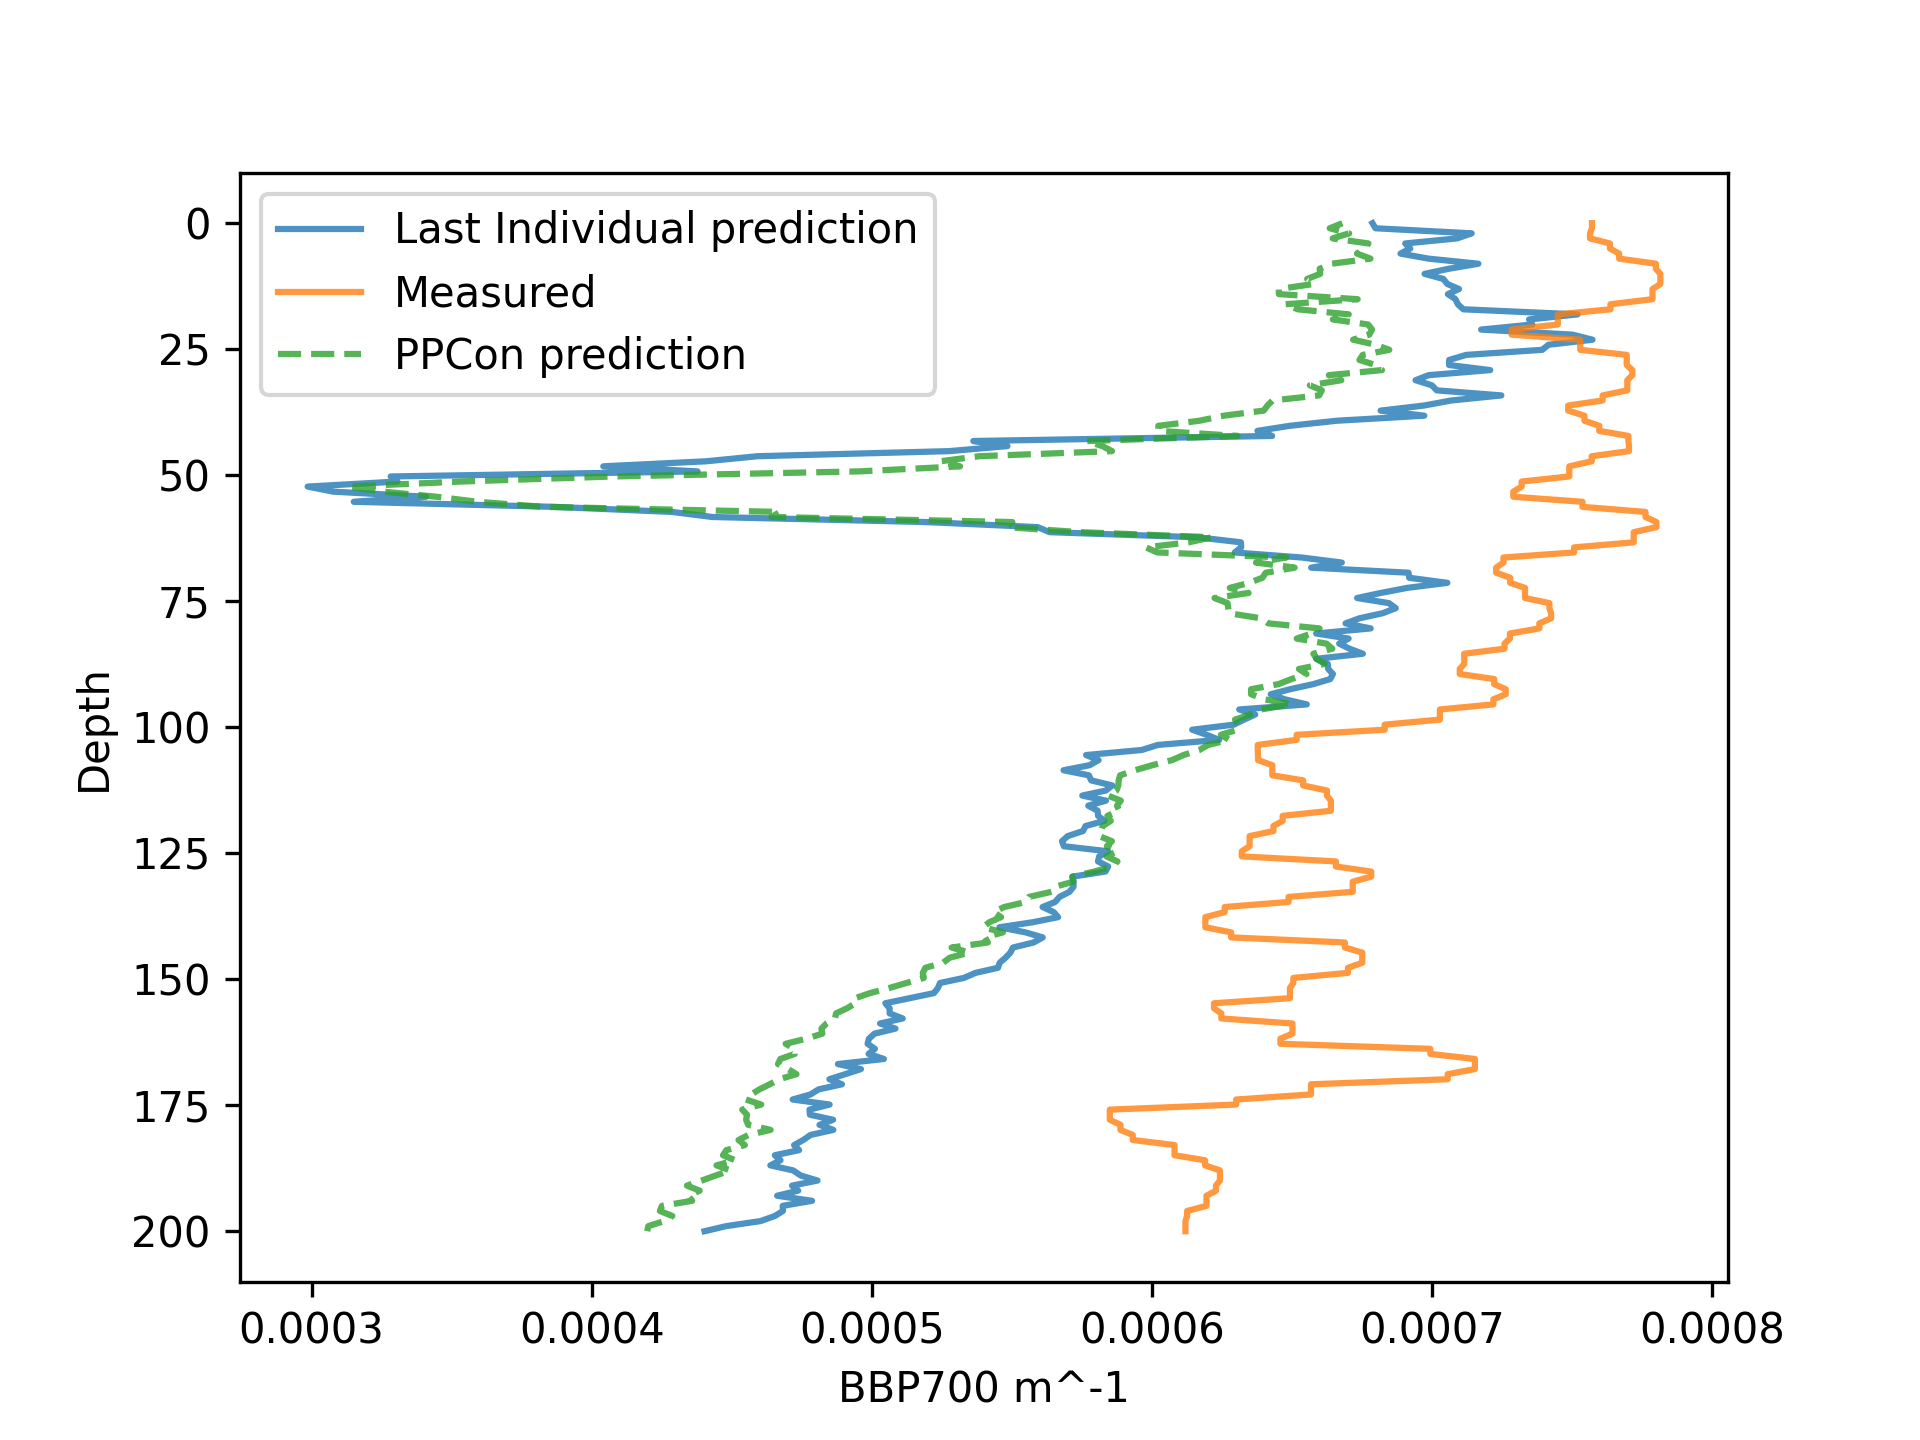 Last Individual prediction
Measured
PPCon prediction
0
25
50
75
100
125
150
175
200
Depth
0.0003 0.0004 0.0005 0.0006 0.0007 0.0008
BBP700 m^-1